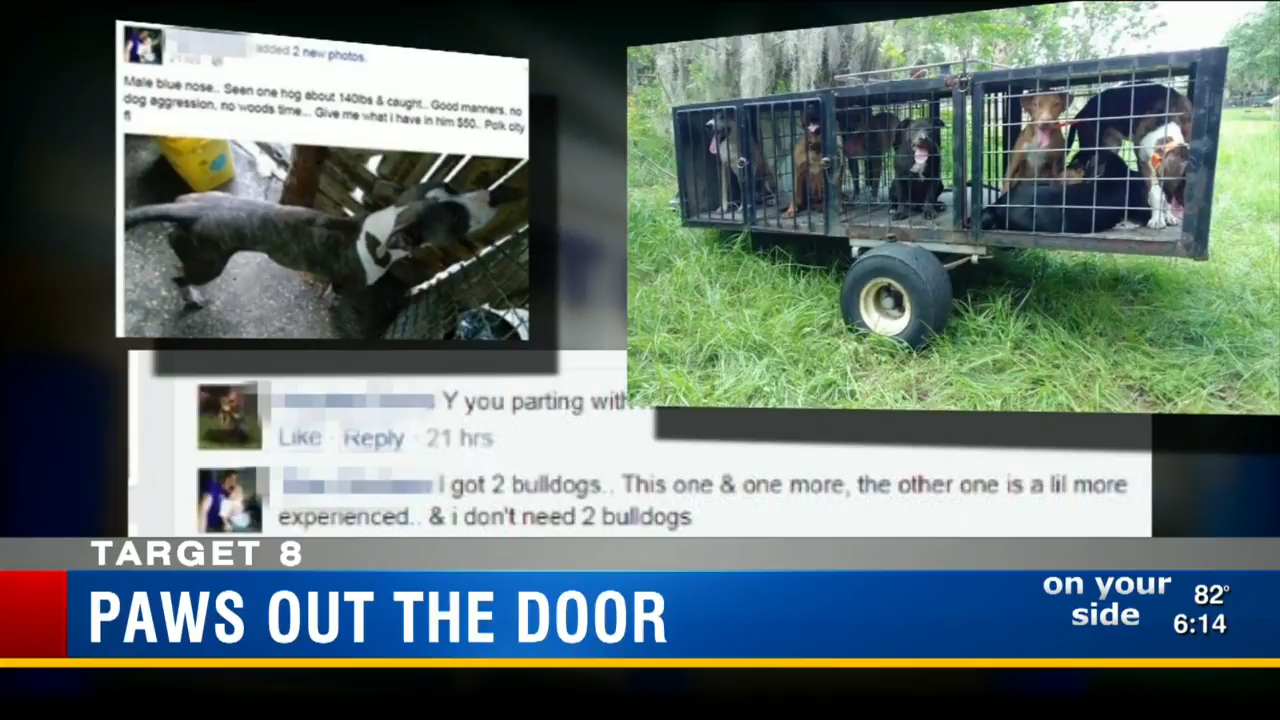 added 2 new photos.
Male blue nose.. Seen one hog about 140lbs & caught.. Good manners, no
dog aggression, no woods time... Give me what i have in him $50.. Polk city
fl
Y you parting with
Like · Reply · 21 hrs
I got 2 bulldogs.. This one & one more, the other one is a lil more
experienced.. & i don't need 2 bulldogs
TARGET 8
PAWS OUT THE DOOR
on your
side
82°
6:14